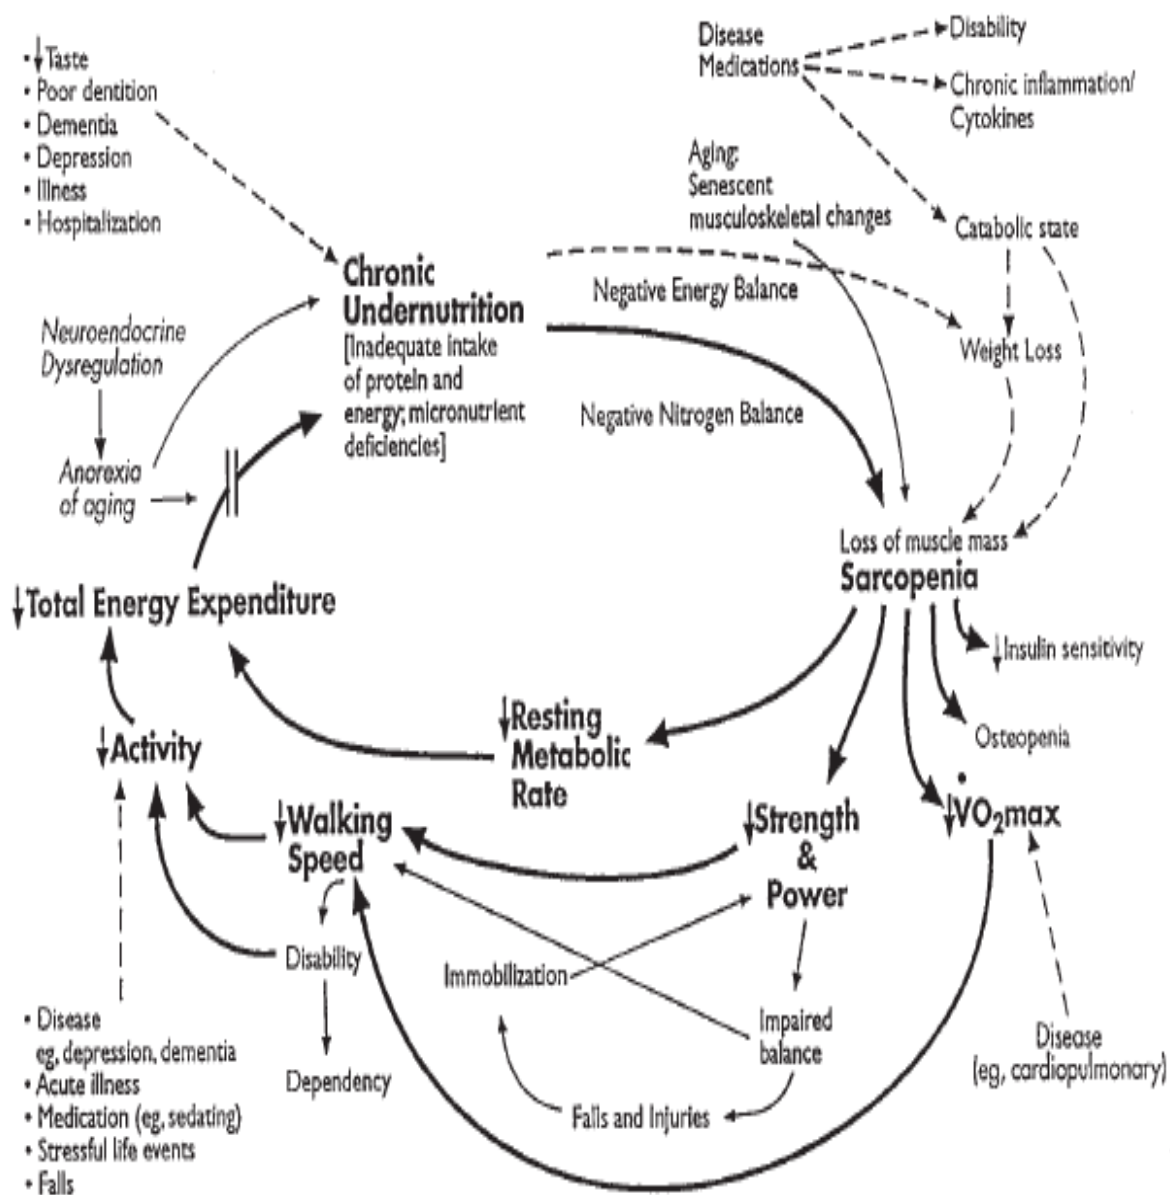 • ↓Taste
• Poor dentition
• Dementia
• Depression
• Illness
• Hospitalization
Disease
Medications
Disability
Chronic inflammation/
Cytokines
Aging:
Senescent
musculoskeletal changes
Catabolic state
Chronic
Undernutrition
[Inadequate intake
of protein and
energy; micronutrient
deficiencies]
Negative Energy Balance
Negative Nitrogen Balance
Weight Loss
Neuroendocrine
Dysregulation
Anorexia
of aging
Loss of muscle mass
Sarcopenia
↓Total Energy Expenditure
↓Insulin sensitivity
Osteopenia
↓Resting
Metabolic
Rate
↓Activity
↓Walking
Speed
↓Strength
&
Power
↓V̇O₂max
Disability
Dependency
Immobilization
Impaired
balance
Falls and Injuries
Disease
(eg, cardiopulmonary)
• Disease
eg, depression, dementia
• Acute illness
• Medication (eg, sedating)
• Stressful life events
• Falls